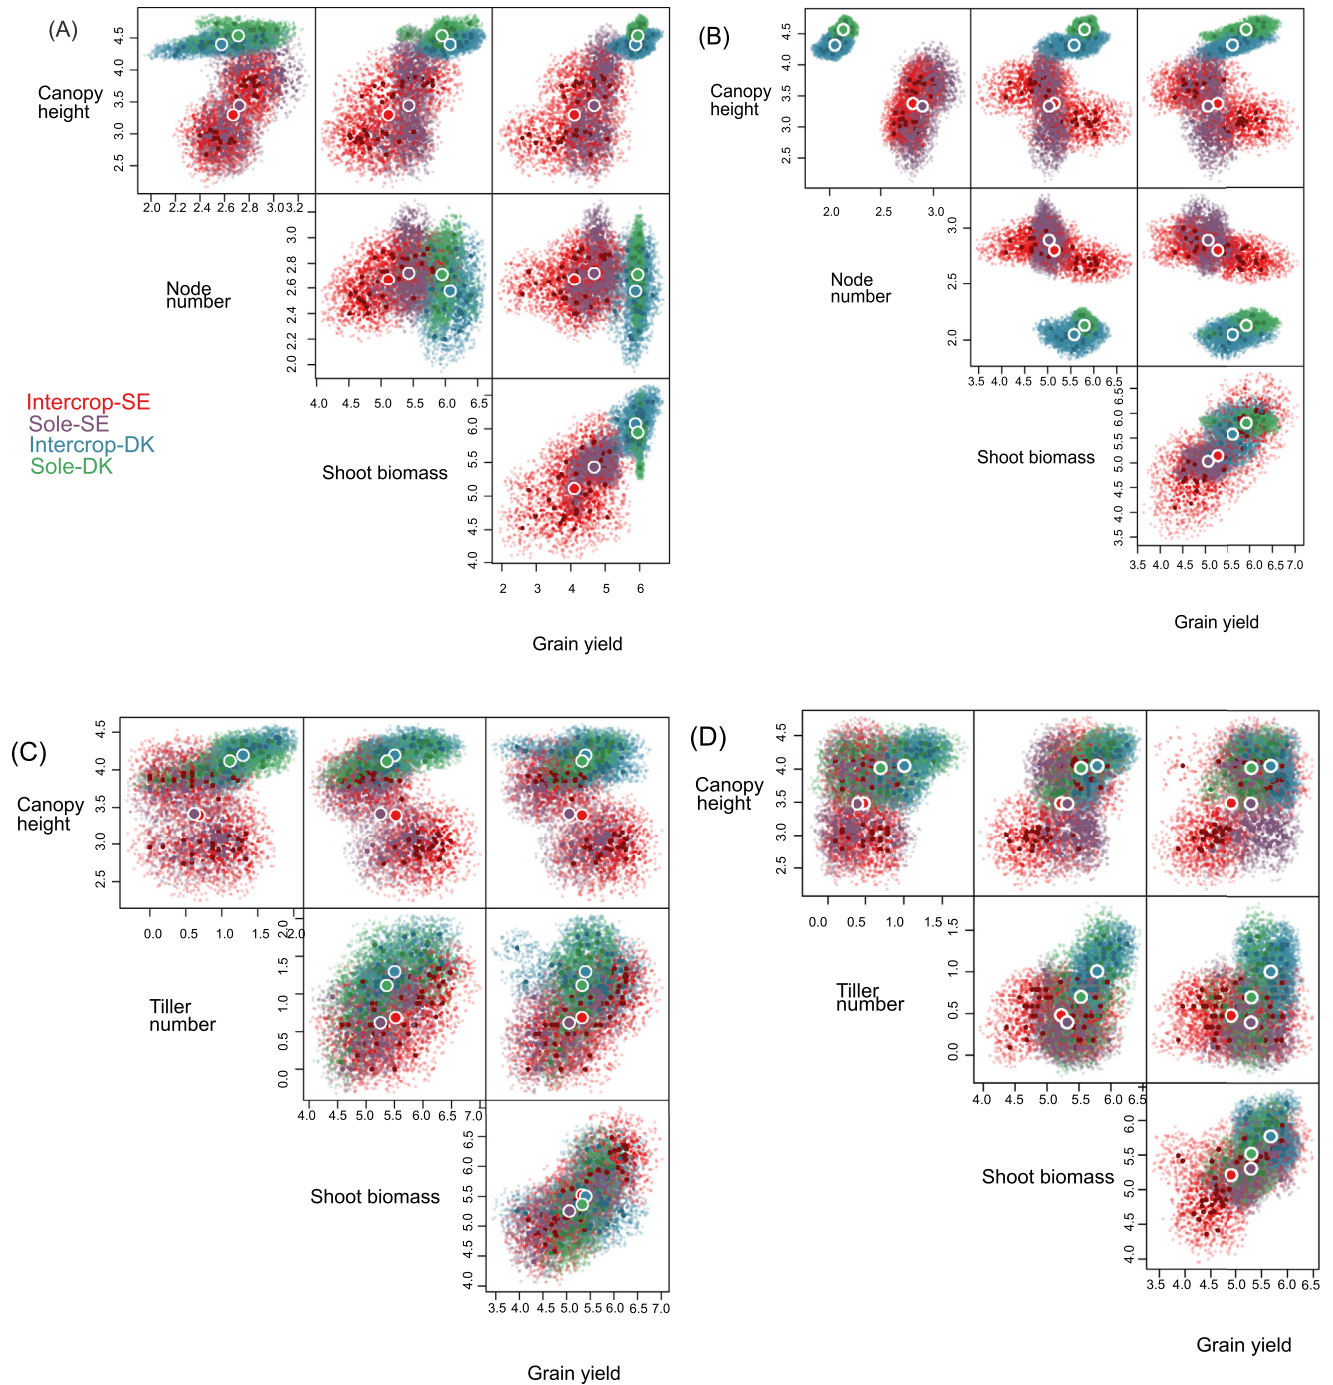 (A)
4.5
4.0
3.5
3.0
2.5
Canopy
height
2.0 2.2 2.4 2.6 2.8 3.0 3.2
3.0
2.8
2.6
2.4
2.2
2.0
Node
number
4.0 4.5 5.0 5.5 6.0 6.5
Intercrop-SE
Sole-SE
Intercrop-DK
Sole-DK
6.0
5.5
5.0
4.5
4.0
Shoot biomass
2 3 4 5 6
Grain yield
(B)
4.5
4.0
3.5
3.0
2.5
Canopy
height
2.0 2.5 3.0
3.0
2.5
2.0
Node
number
3.5 4.0 4.5 5.0 5.5 6.0 6.5
6.5
6.0
5.5
5.0
4.5
4.0
3.5
Shoot biomass
3.5 4.0 4.5 5.0 5.5 6.0 6.5 7.0
Grain yield
(C)
4.5
4.0
3.5
3.0
2.5
Canopy
height
0.0 0.5 1.0 1.5 2.0
2.0
1.5
1.0
0.5
0.0
Tiller
number
4.0 4.5 5.0 5.5 6.0 6.5 7.0
6.5
6.0
5.5
5.0
4.5
4.0
Shoot biomass
3.5 4.0 4.5 5.0 5.5 6.0 6.5 7.0
Grain yield
(D)
4.5
4.0
3.5
3.0
2.5
Canopy
height
0.0 0.5 1.0 1.5
1.5
1.0
0.5
0.0
Tiller
number
4.0 4.5 5.0 5.5 6.0 6.5
6.0
5.5
5.0
4.5
4.0
Shoot biomass
3.5 4.0 4.5 5.0 5.5 6.0 6.5
Grain yield